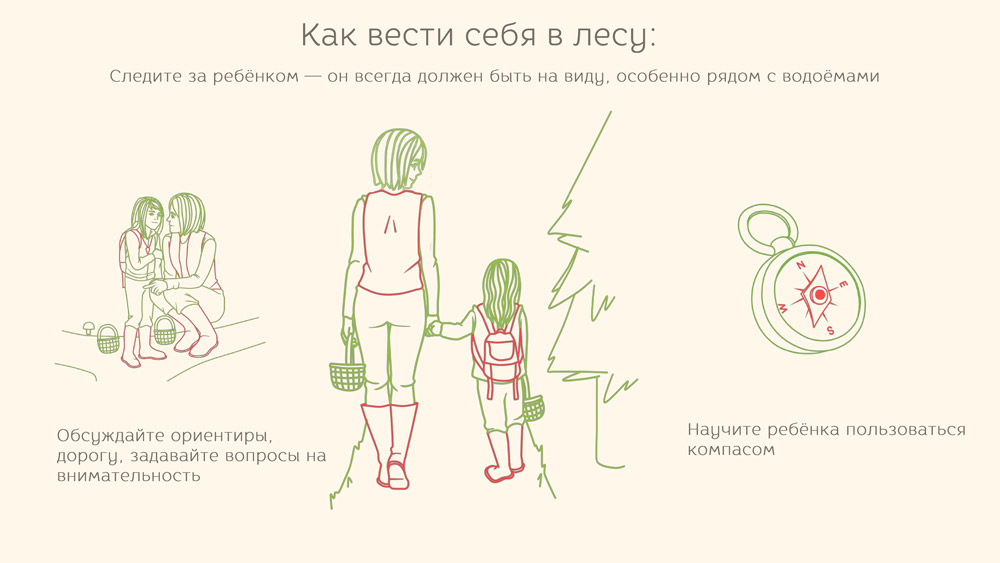 Как вести себя в лесу:
Следите за ребёнком — он всегда должен быть на виду, особенно рядом с водоёмами
N
E
W
S
Обсуждайте ориентиры,
дорогу, задавайте вопросы на
внимательность
Научите ребёнка пользоваться
компасом